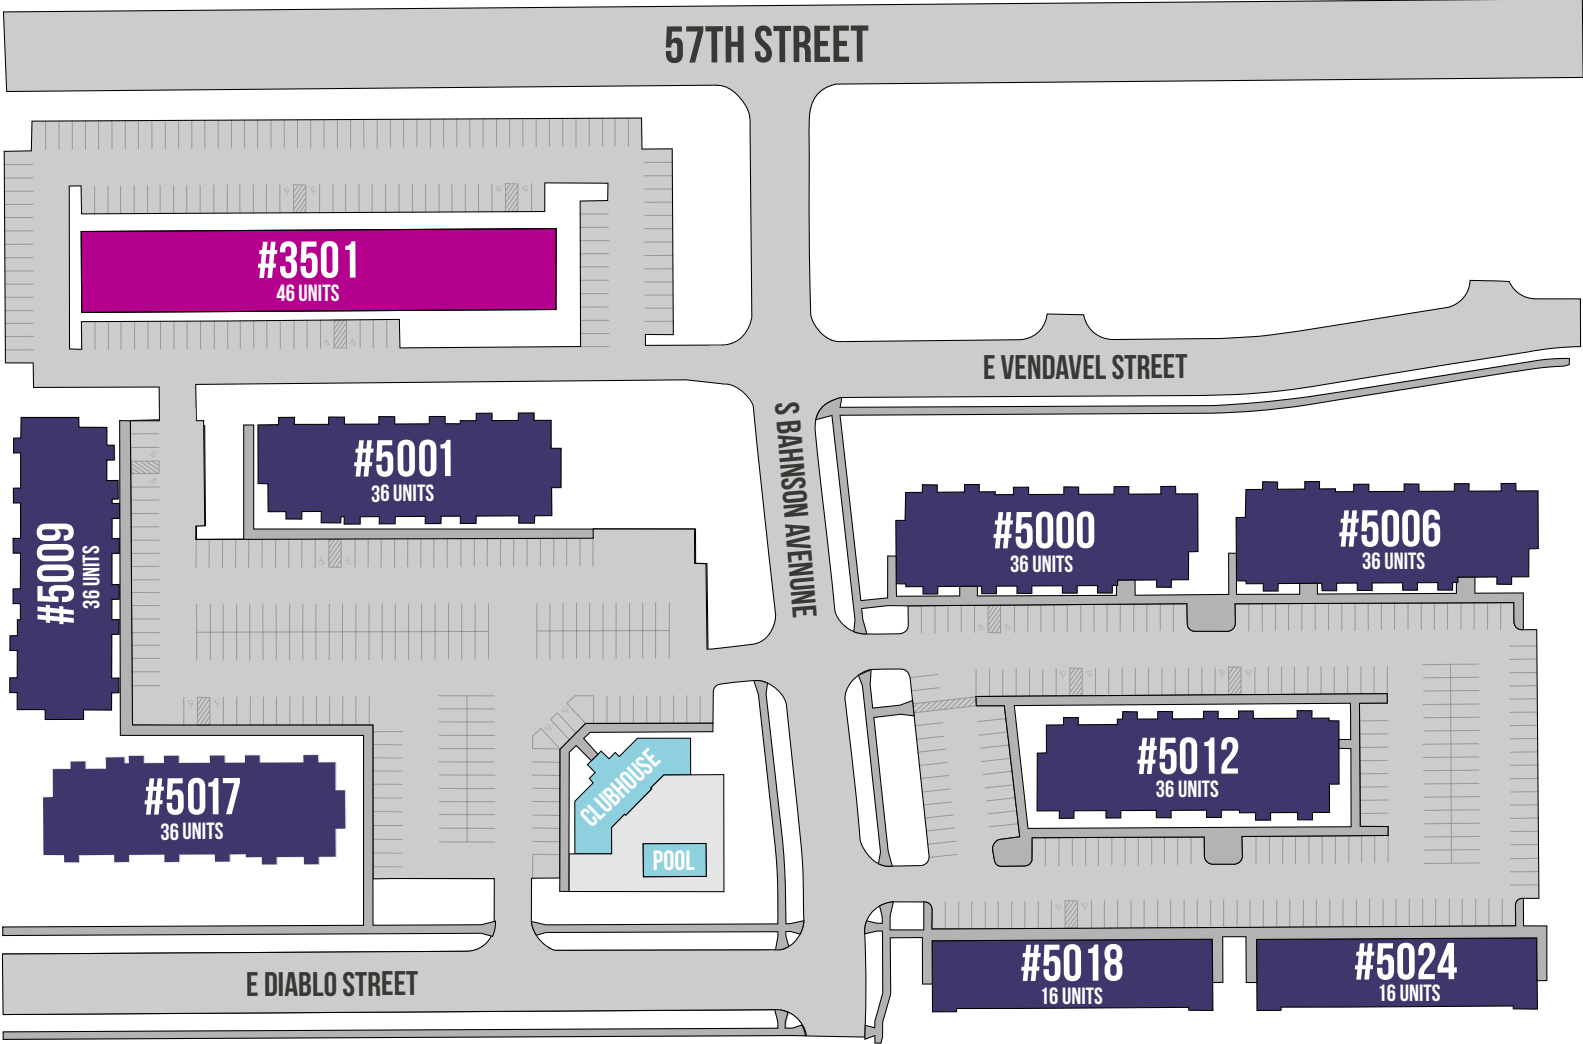 57TH STREET
#3501
46 UNITS
E VENDAVEL STREET
S BAHNSON AVENUNE
#5001
36 UNITS
#5009
36 UNITS
#5000
36 UNITS
#5006
36 UNITS
#5012
36 UNITS
#5017
36 UNITS
CLUBHOUSE
POOL
#5018
16 UNITS
#5024
16 UNITS
E DIABLO STREET